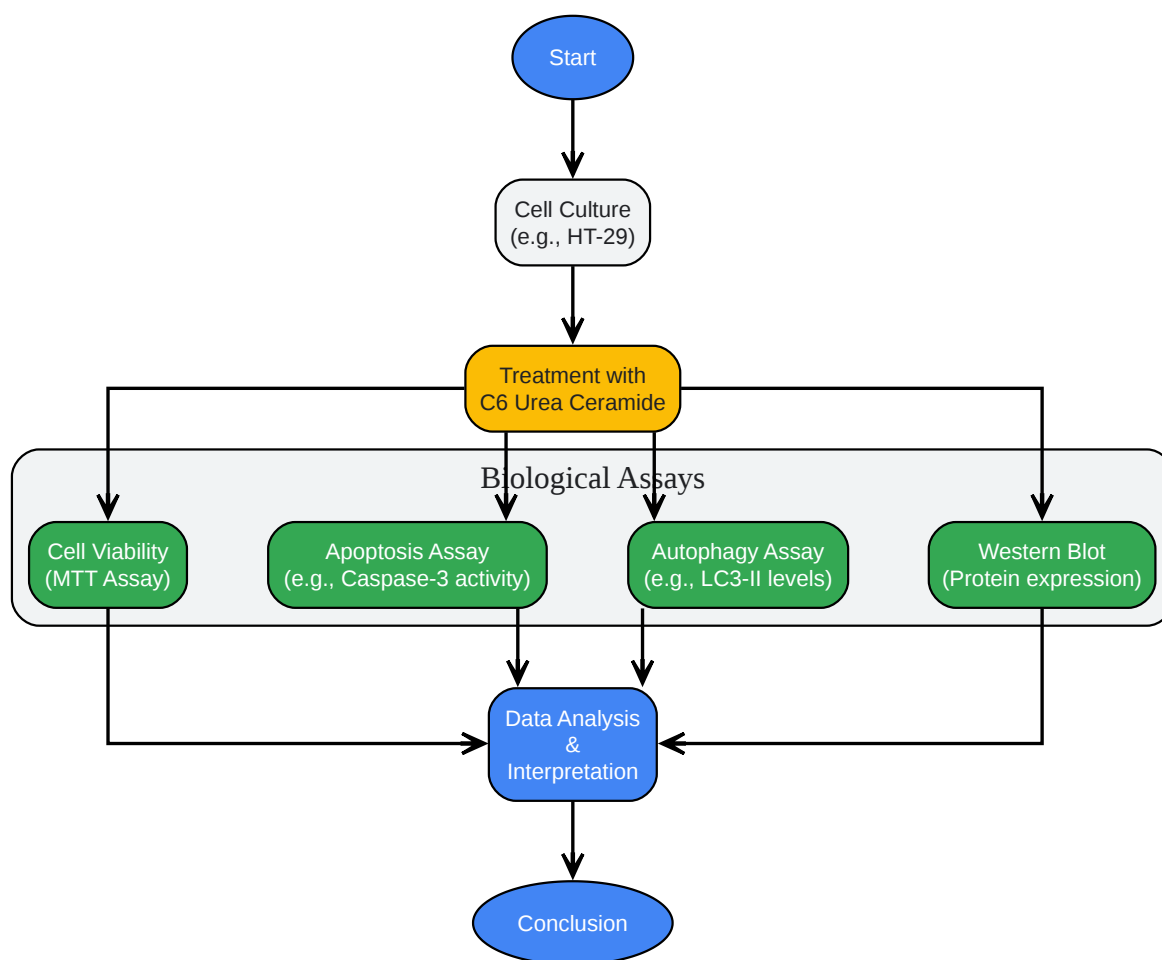 Start
Cell Culture
(e.g., HT-29)
Treatment with
C6 Urea Ceramide
Biological Assays
Cell Viability
(MTT Assay)
Apoptosis Assay
(e.g., Caspase-3 activity)
Autophagy Assay
(e.g., LC3-II levels)
Western Blot
(Protein expression)
Data Analysis
&
Interpretation
Conclusion